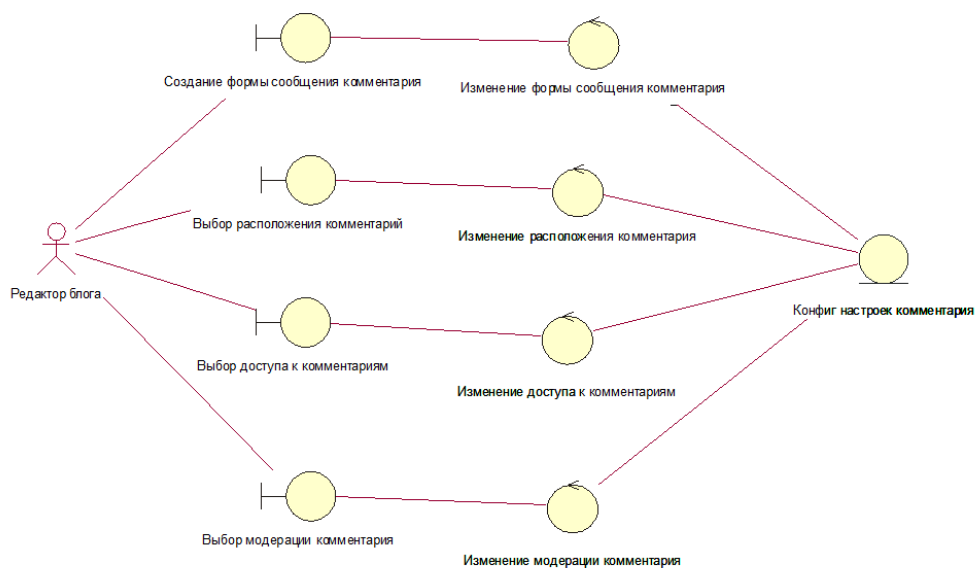 Создание формы сообщения комментария
Изменение формы сообщения комментария
Выбор расположения комментарий
Изменение расположения комментария
Редактор блога
Конфиг настроек комментария
Выбор доступа к комментариям
Изменение доступа к комментариям
Выбор модерации комментария
Изменение модерации комментария